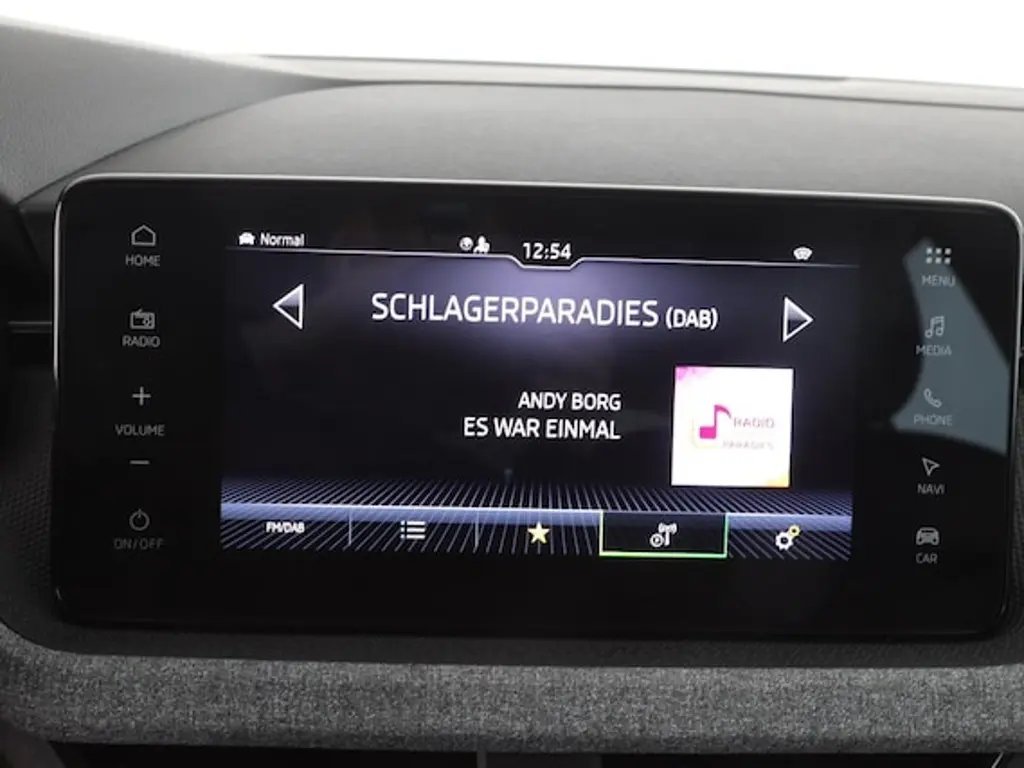 HOME
RADIO
+
VOLUME
−
ON/OFF
Normal
12:54
SCHLAGERPARADIES (DAB)
ANDY BORG
ES WAR EINMAL
RADIO
PARADIES
FM/DAB
MENU
MEDIA
PHONE
NAVI
CAR